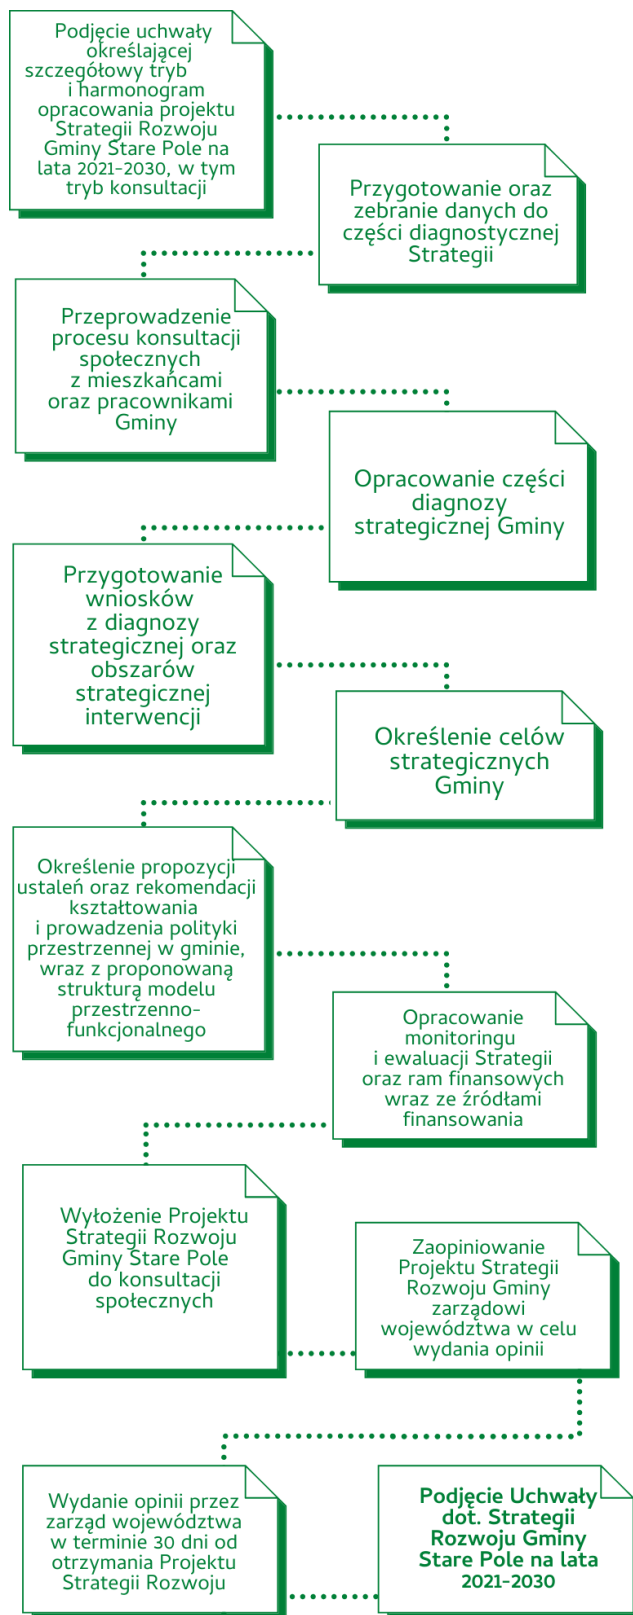 Podjęcie uchwały
określającej
szczegółowy tryb
i harmonogram
opracowania projektu
Strategii Rozwoju
Gminy Stare Pole na
lata 2021-2030, w tym
tryb konsultacji
Przygotowanie oraz
zebranie danych do
części diagnostycznej
Strategii
Przeprowadzenie
procesu konsultacji
społecznych
z mieszkańcami
oraz pracownikami
Gminy
Opracowanie części
diagnozy
strategicznej Gminy
Przygotowanie
wniosków
z diagnozy
strategicznej oraz
obszarów
strategicznej
interwencji
Określenie celów
strategicznych
Gminy
Określenie propozycji
ustaleń oraz rekomendacji
kształtowania
i prowadzenia polityki
przestrzennej w gminie,
wraz z proponowaną
strukturą modelu
przestrzenno-
funkcjonalnego
Opracowanie
monitoringu
i ewaluacji Strategii
oraz ram finansowych
wraz ze źródłami
finansowania
Wyłożenie Projektu
Strategii Rozwoju
Gminy Stare Pole
do konsultacji
społecznych
Zaopiniowanie
Projektu Strategii
Rozwoju Gminy
zarządowi
województwa w celu
wydania opinii
Wydanie opinii przez
zarząd województwa
w terminie 30 dni od
otrzymania Projektu
Strategii Rozwoju
Podjęcie Uchwały
dot. Strategii
Rozwoju Gminy
Stare Pole na lata
2021-2030